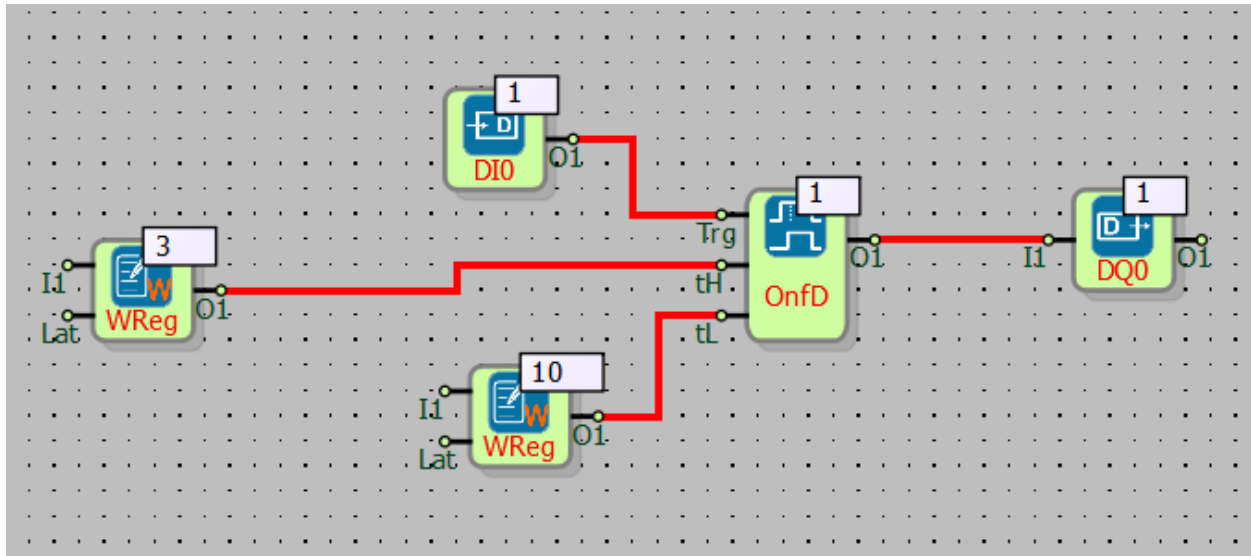 1
D
O1
DI0
1
Trg
O1
tH
OnfD
tL
1
D
I1
O1
DQ0
3
I1
W
O1
Lat
WReg
10
I1
W
O1
Lat
WReg